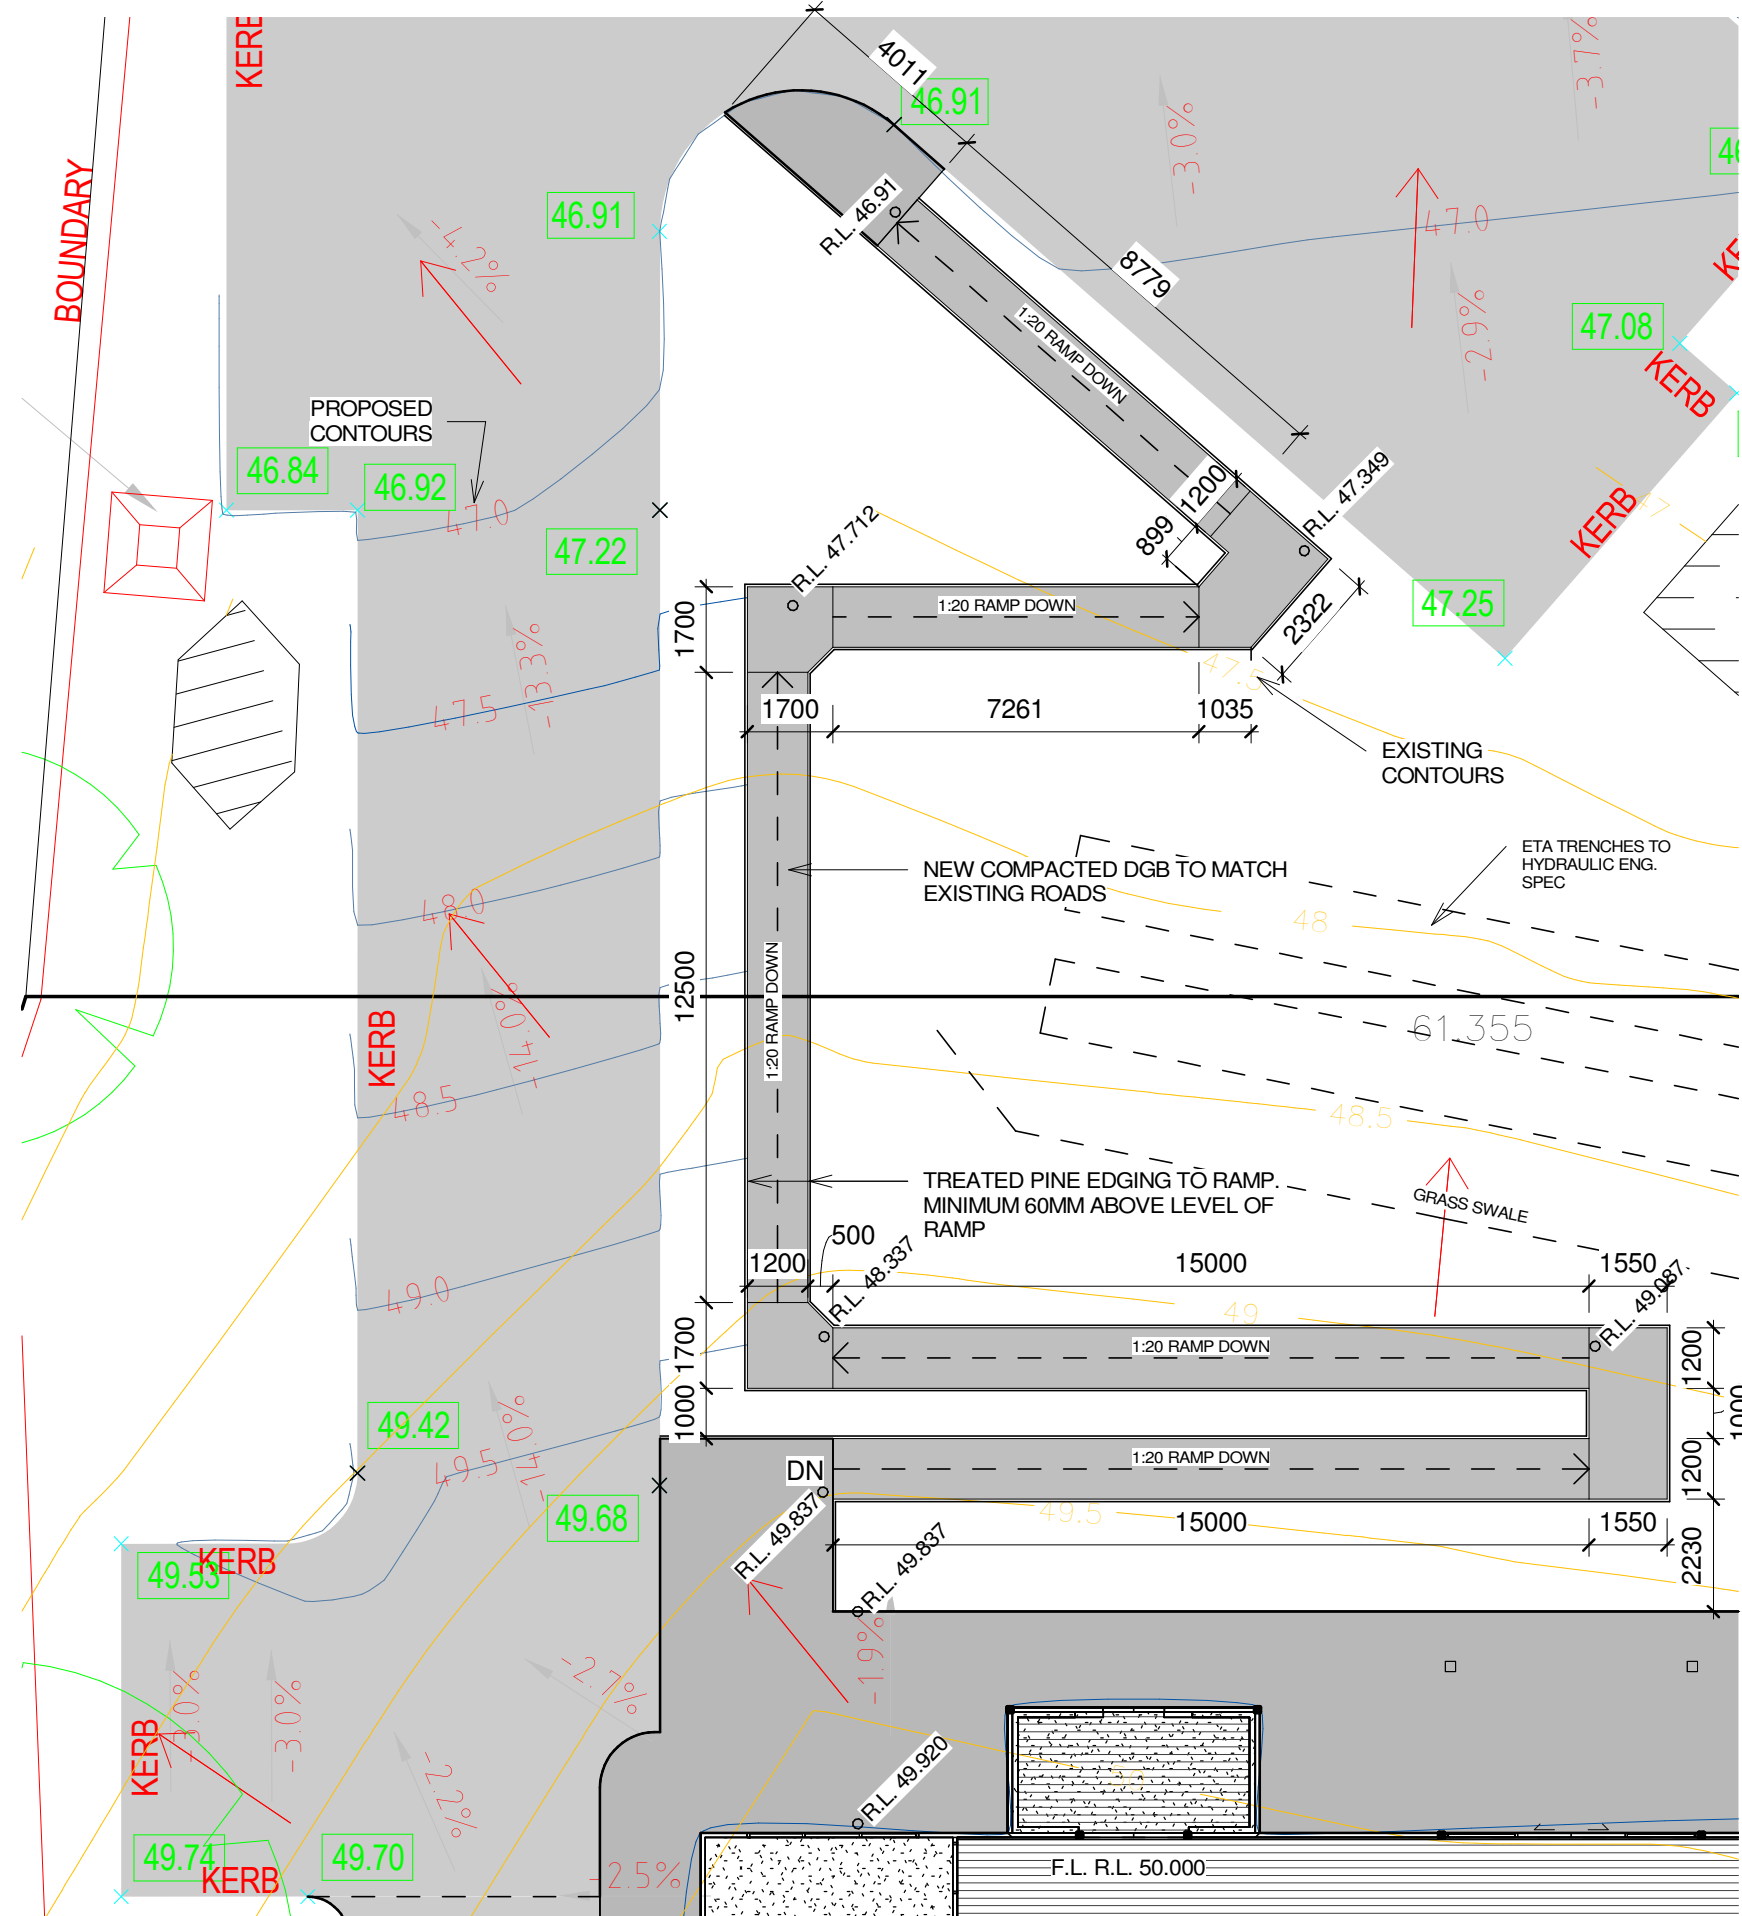 KERB
4011
46.91
-3.0%
-3.7%
BOUNDARY
46.91
R.L. 46.91
-4.2%
47.0
8779
47.08
-2.9%
KERB
1:20 RAMP DOWN
PROPOSED
CONTOURS
46.84
46.92
47.0
47.22
R.L. 47.712
1200
899
R.L. 47.349
KERB
47
47.25
1700
1:20 RAMP DOWN
2322
47.5
-13.3%
47.5
1700
7261
1035
EXISTING
CONTOURS
NEW COMPACTED DGB TO MATCH
EXISTING ROADS
ETA TRENCHES TO
HYDRAULIC ENG.
SPEC
48.0
48
12500
1:20 RAMP DOWN
KERB
-14.0%
61.355
48.5
48.5
TREATED PINE EDGING TO RAMP.
MINIMUM 60MM ABOVE LEVEL OF
RAMP
GRASS SWALE
500
1200
R.L. 48.337
15000
1550
R.L. 49.087
49.0
49
1700
1:20 RAMP DOWN
1200
1000
1000
49.42
49.5
-14.0%
DN
1:20 RAMP DOWN
1200
49.68
R.L. 49.837
49.5
15000
1550
2230
KERB
49.53
R.L. 49.837
-1.9%
-2.7%
-3.0%
-3.0%
KERB
-2.2%
R.L. 49.920
50
49.74
KERB
49.70
2.5%
F.L. R.L. 50.000